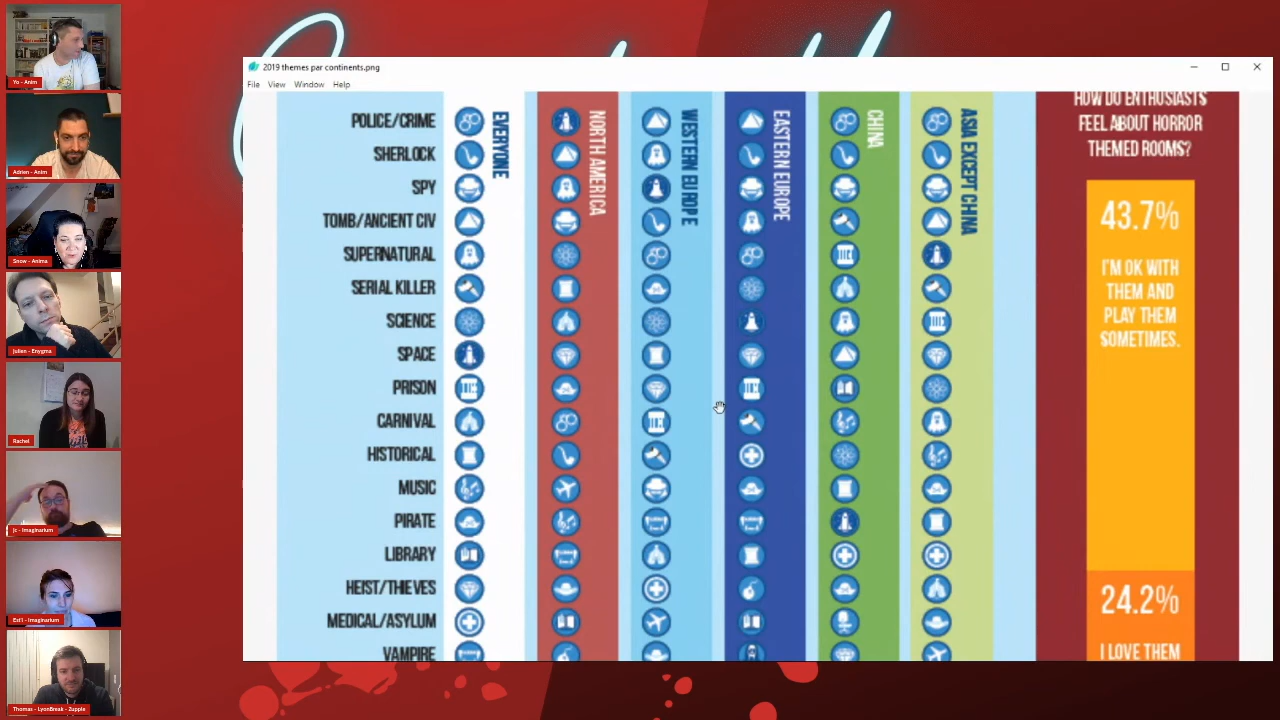 Yo - Anim
Adrien - Anim
Snow - Anima
Julien - Enygma
Rachel
Jc - Imaginarium
Est'l - Imaginarium
Thomas - LyonBreak - Zupple
2019 themes par continents.png
File View Window Help
POLICE/CRIME
SHERLOCK
SPY
TOMB/ANCIENT CIV
SUPERNATURAL
SERIAL KILLER
SCIENCE
SPACE
PRISON
CARNIVAL
HISTORICAL
MUSIC
PIRATE
LIBRARY
HEIST/THIEVES
MEDICAL/ASYLUM
VAMPIRE
EVERYONE
NORTH AMERICA
WESTERN EUROPE
EASTERN EUROPE
CHINA
ASIA EXCEPT CHINA
HOW DO ENTHUSIASTS
FEEL ABOUT HORROR
THEMED ROOMS?
43.7%
I'M OK WITH
THEM AND
PLAY THEM
SOMETIMES.
24.2%
I LOVE THEM